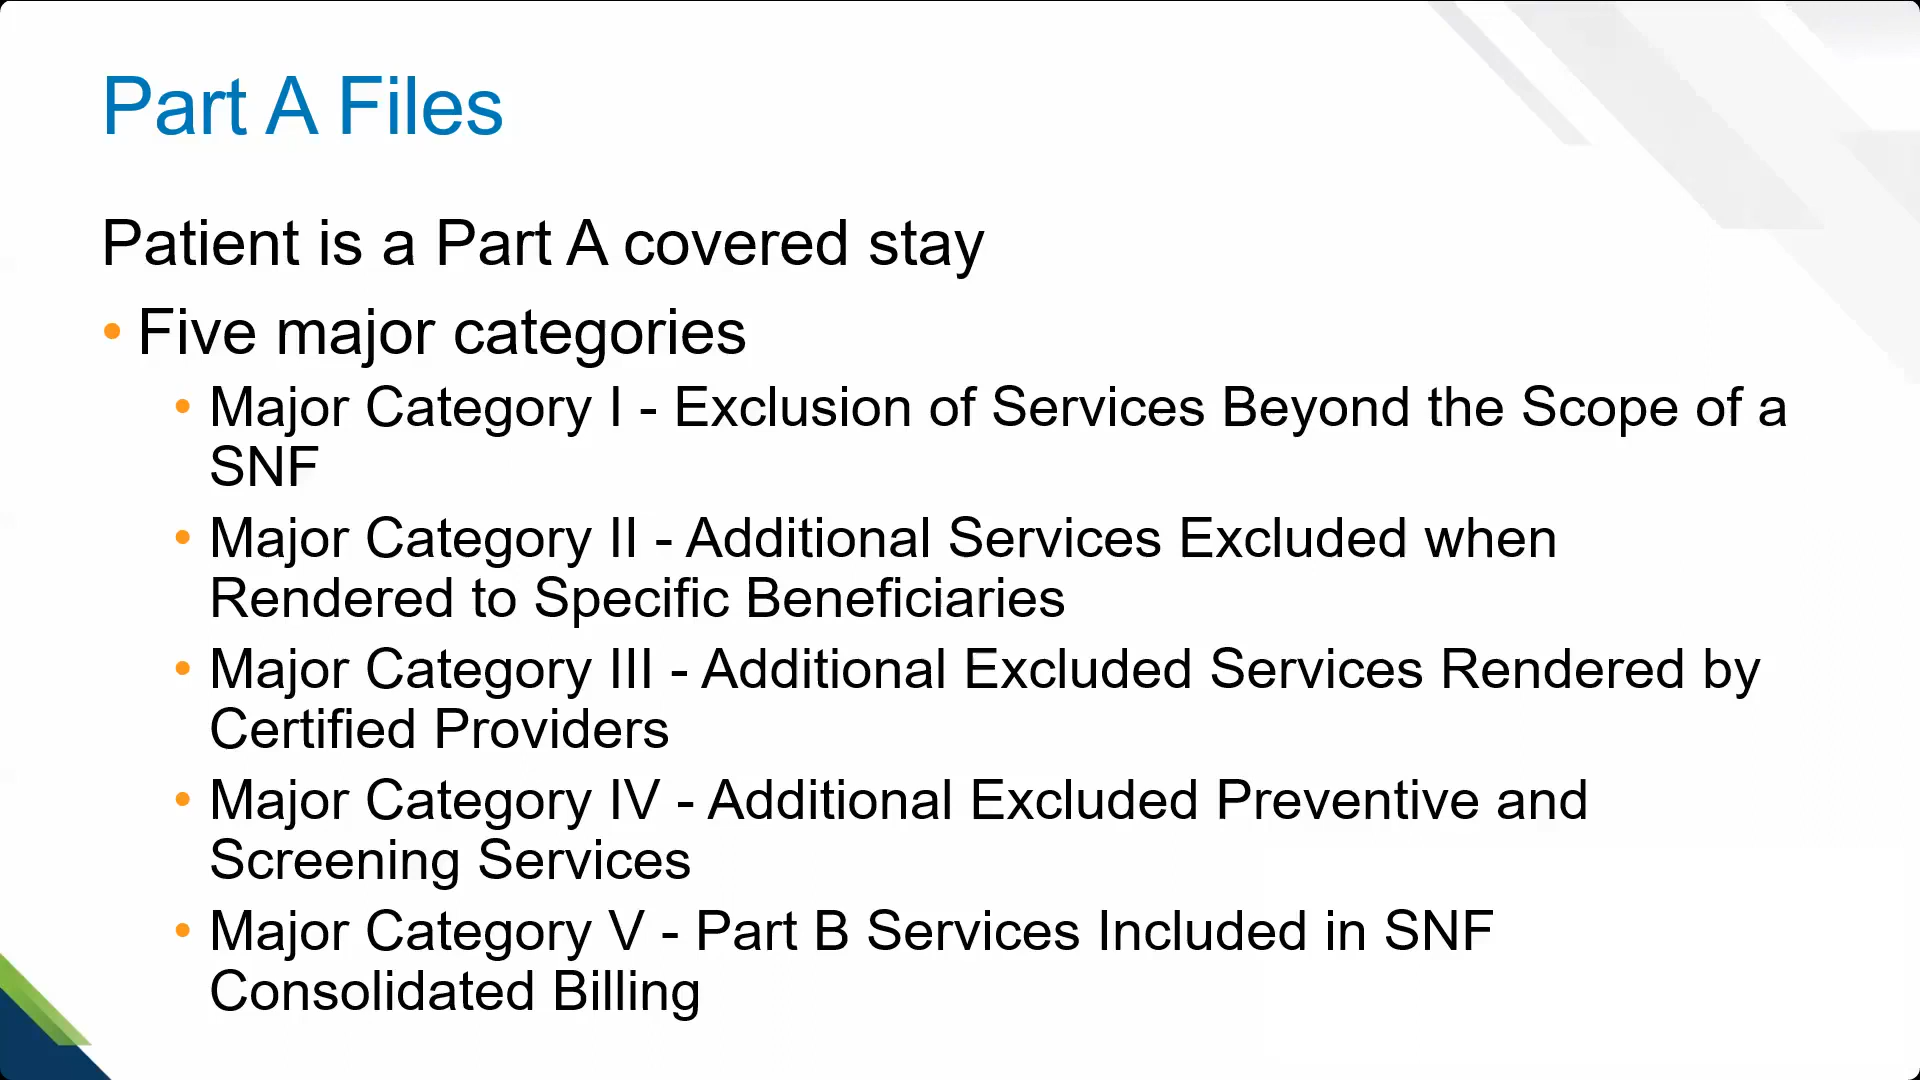 Part A Files
Patient is a Part A covered stay
• Five major categories
• Major Category I - Exclusion of Services Beyond the Scope of a
SNF
• Major Category II - Additional Services Excluded when
Rendered to Specific Beneficiaries
• Major Category III - Additional Excluded Services Rendered by
Certified Providers
• Major Category IV - Additional Excluded Preventive and
Screening Services
• Major Category V - Part B Services Included in SNF
Consolidated Billing